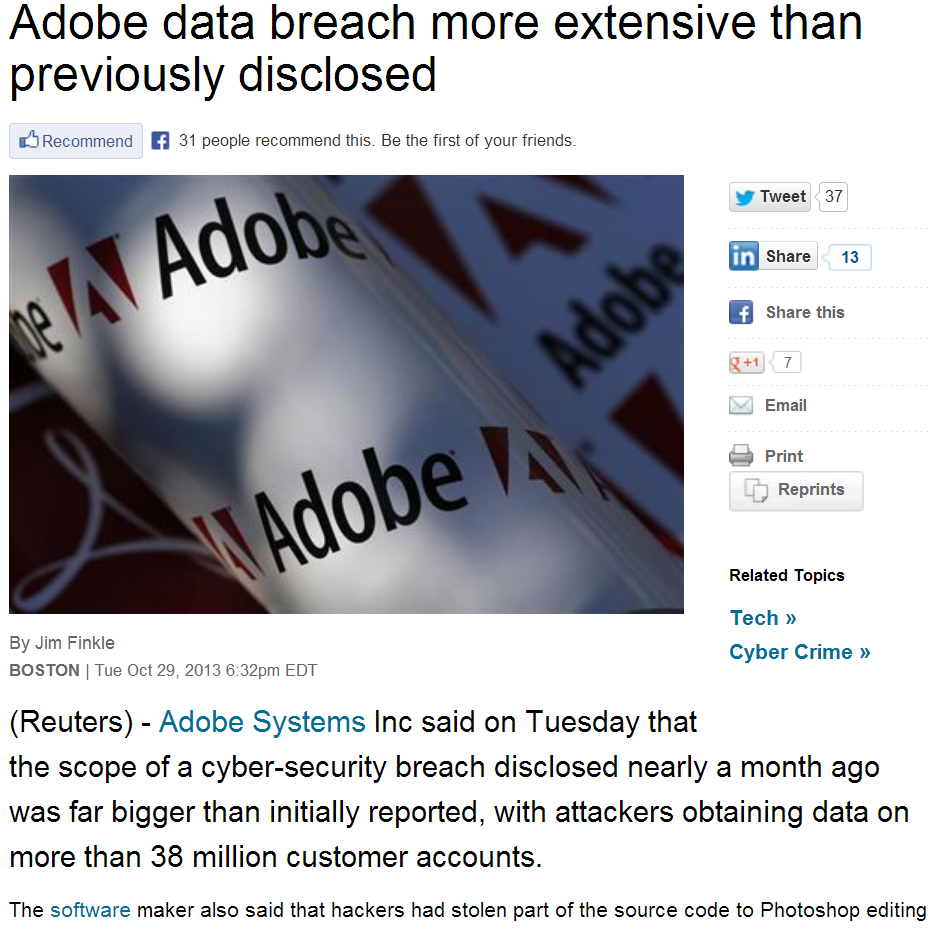 Adobe data breach more extensive than
previously disclosed
Recommend
31 people recommend this. Be the first of your friends.
Adobe
Adobe
Adobe
Tweet 37
Share 13
Share this
+1 7
Email
Print
Reprints
Related Topics
Tech »
Cyber Crime »
By Jim Finkle
BOSTON | Tue Oct 29, 2013 6:32pm EDT
(Reuters) - Adobe Systems Inc said on Tuesday that
the scope of a cyber-security breach disclosed nearly a month ago
was far bigger than initially reported, with attackers obtaining data on
more than 38 million customer accounts.
The software maker also said that hackers had stolen part of the source code to Photoshop editing